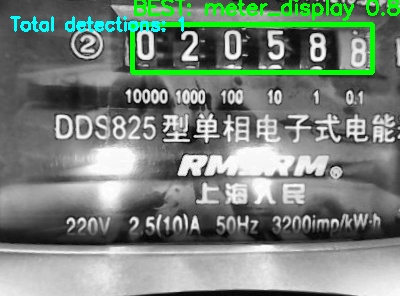 BEST: meter_display 0.8
Total detections: 1
② 0 2 0 5 8 8
10000 1000 100 10 1 0.1
DDS825型单相电子式电能
RMSRM®
上海人民
220V 2.5(10)A 50Hz 3200imp/kW·h